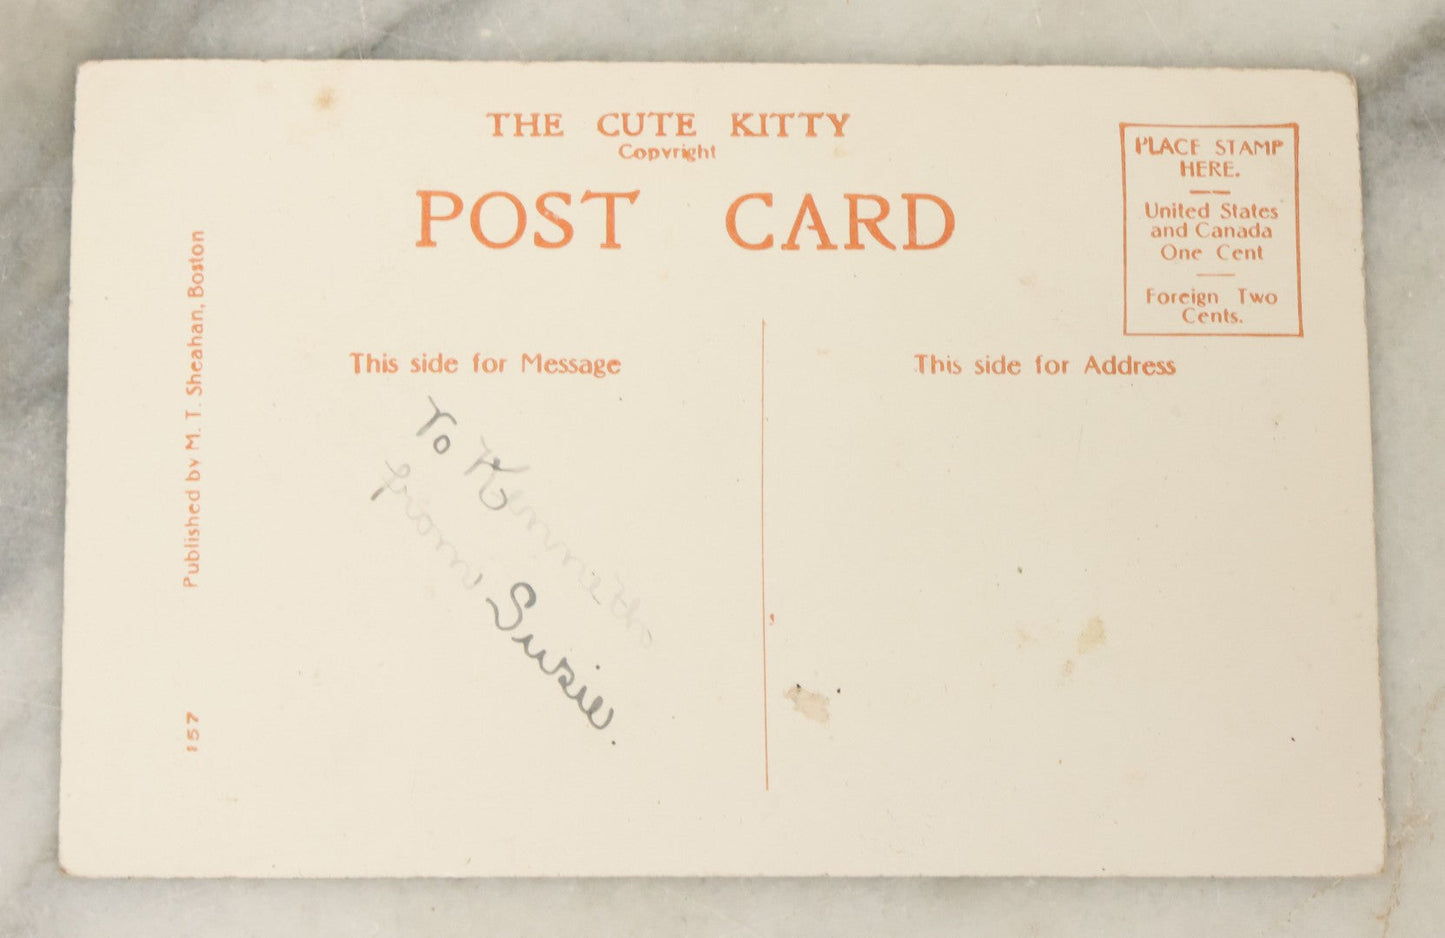 THE CUTE KITTY
Copyright
POST CARD
PLACE STAMP
HERE.
United States
and Canada
One Cent
Foreign Two
Cents.
This side for Message
This side for Address
To Kenneth
from Susie.
Published by M. T. Sheahan, Boston
157